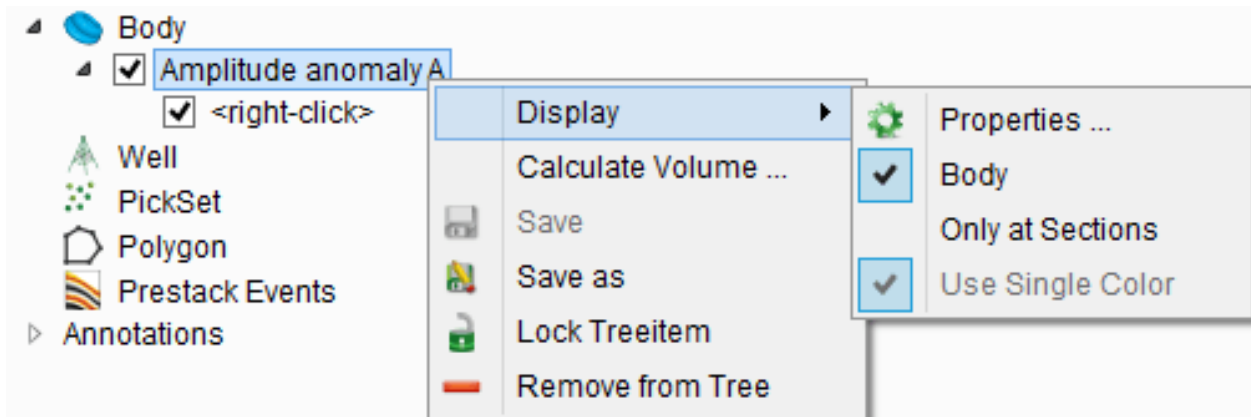 Body
Amplitude anomaly A
<right-click>
Well
PickSet
Polygon
Prestack Events
Annotations
Display
Calculate Volume ...
Save
Save as
Lock Treeitem
Remove from Tree
Properties ...
Body
Only at Sections
Use Single Color